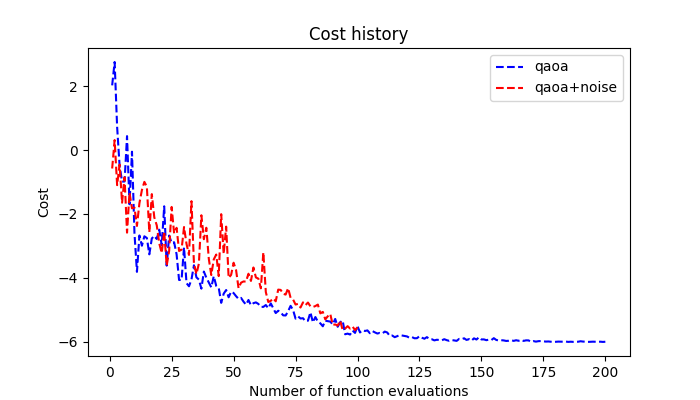 Cost history
qaoa
qaoa+noise
Cost
2
0
−2
−4
−6
0 25 50 75 100 125 150 175 200
Number of function evaluations